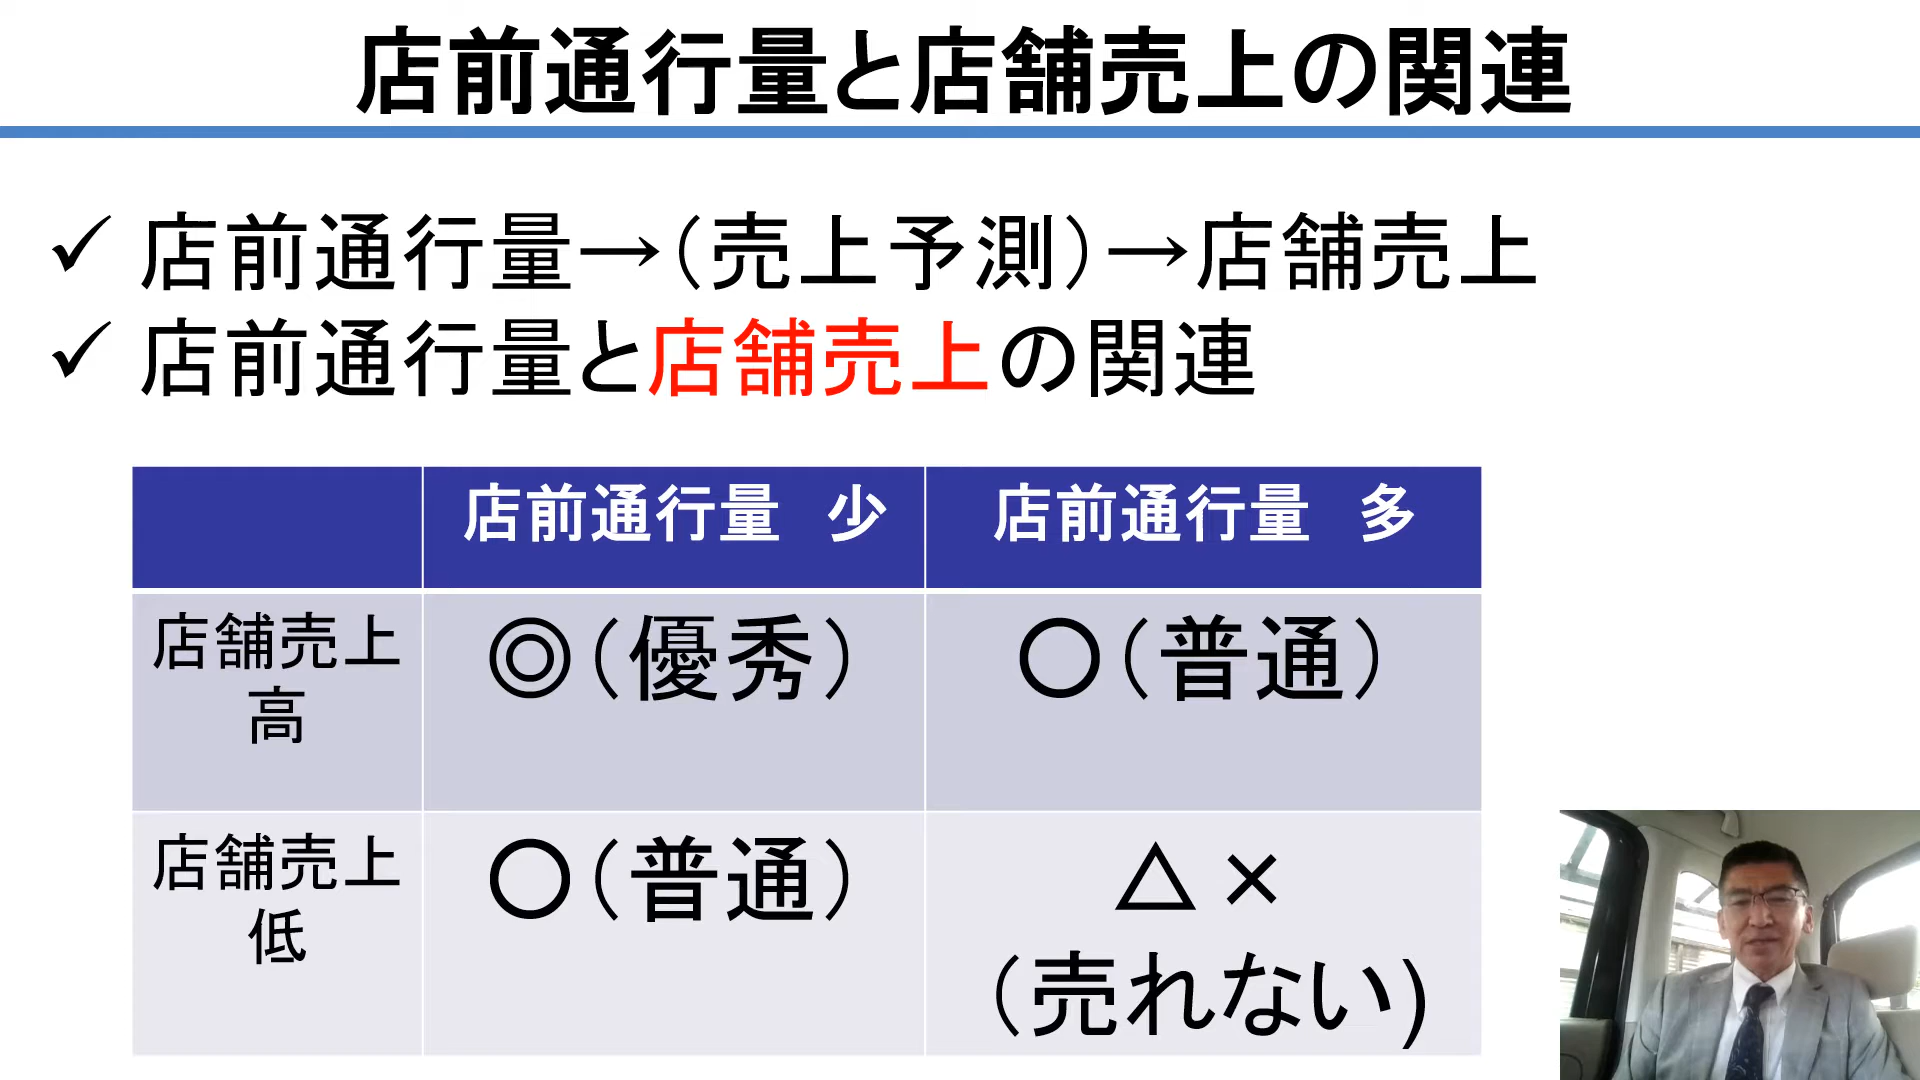 店前通行量と店舗売上の関連
✓ 店前通行量→(売上予測)→店舗売上
✓ 店前通行量と店舗売上の関連
店前通行量　少
店前通行量　多
店舗売上
高
◎(優秀)
○(普通)
店舗売上
低
○(普通)
△×
(売れない)